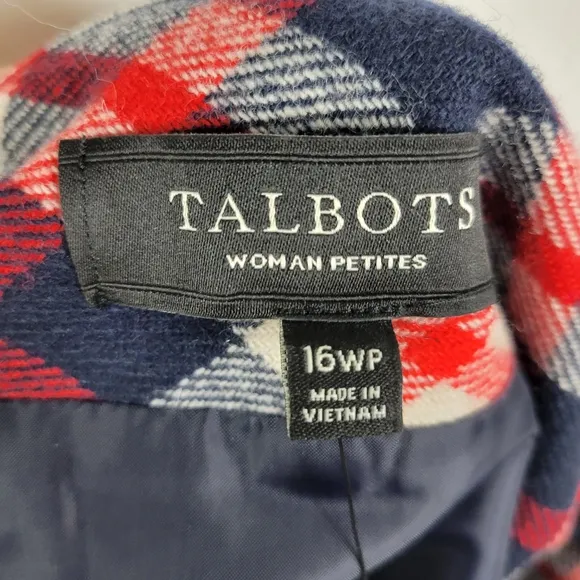 TALBOTS
WOMAN PETITES
16WP
MADE IN
VIETNAM